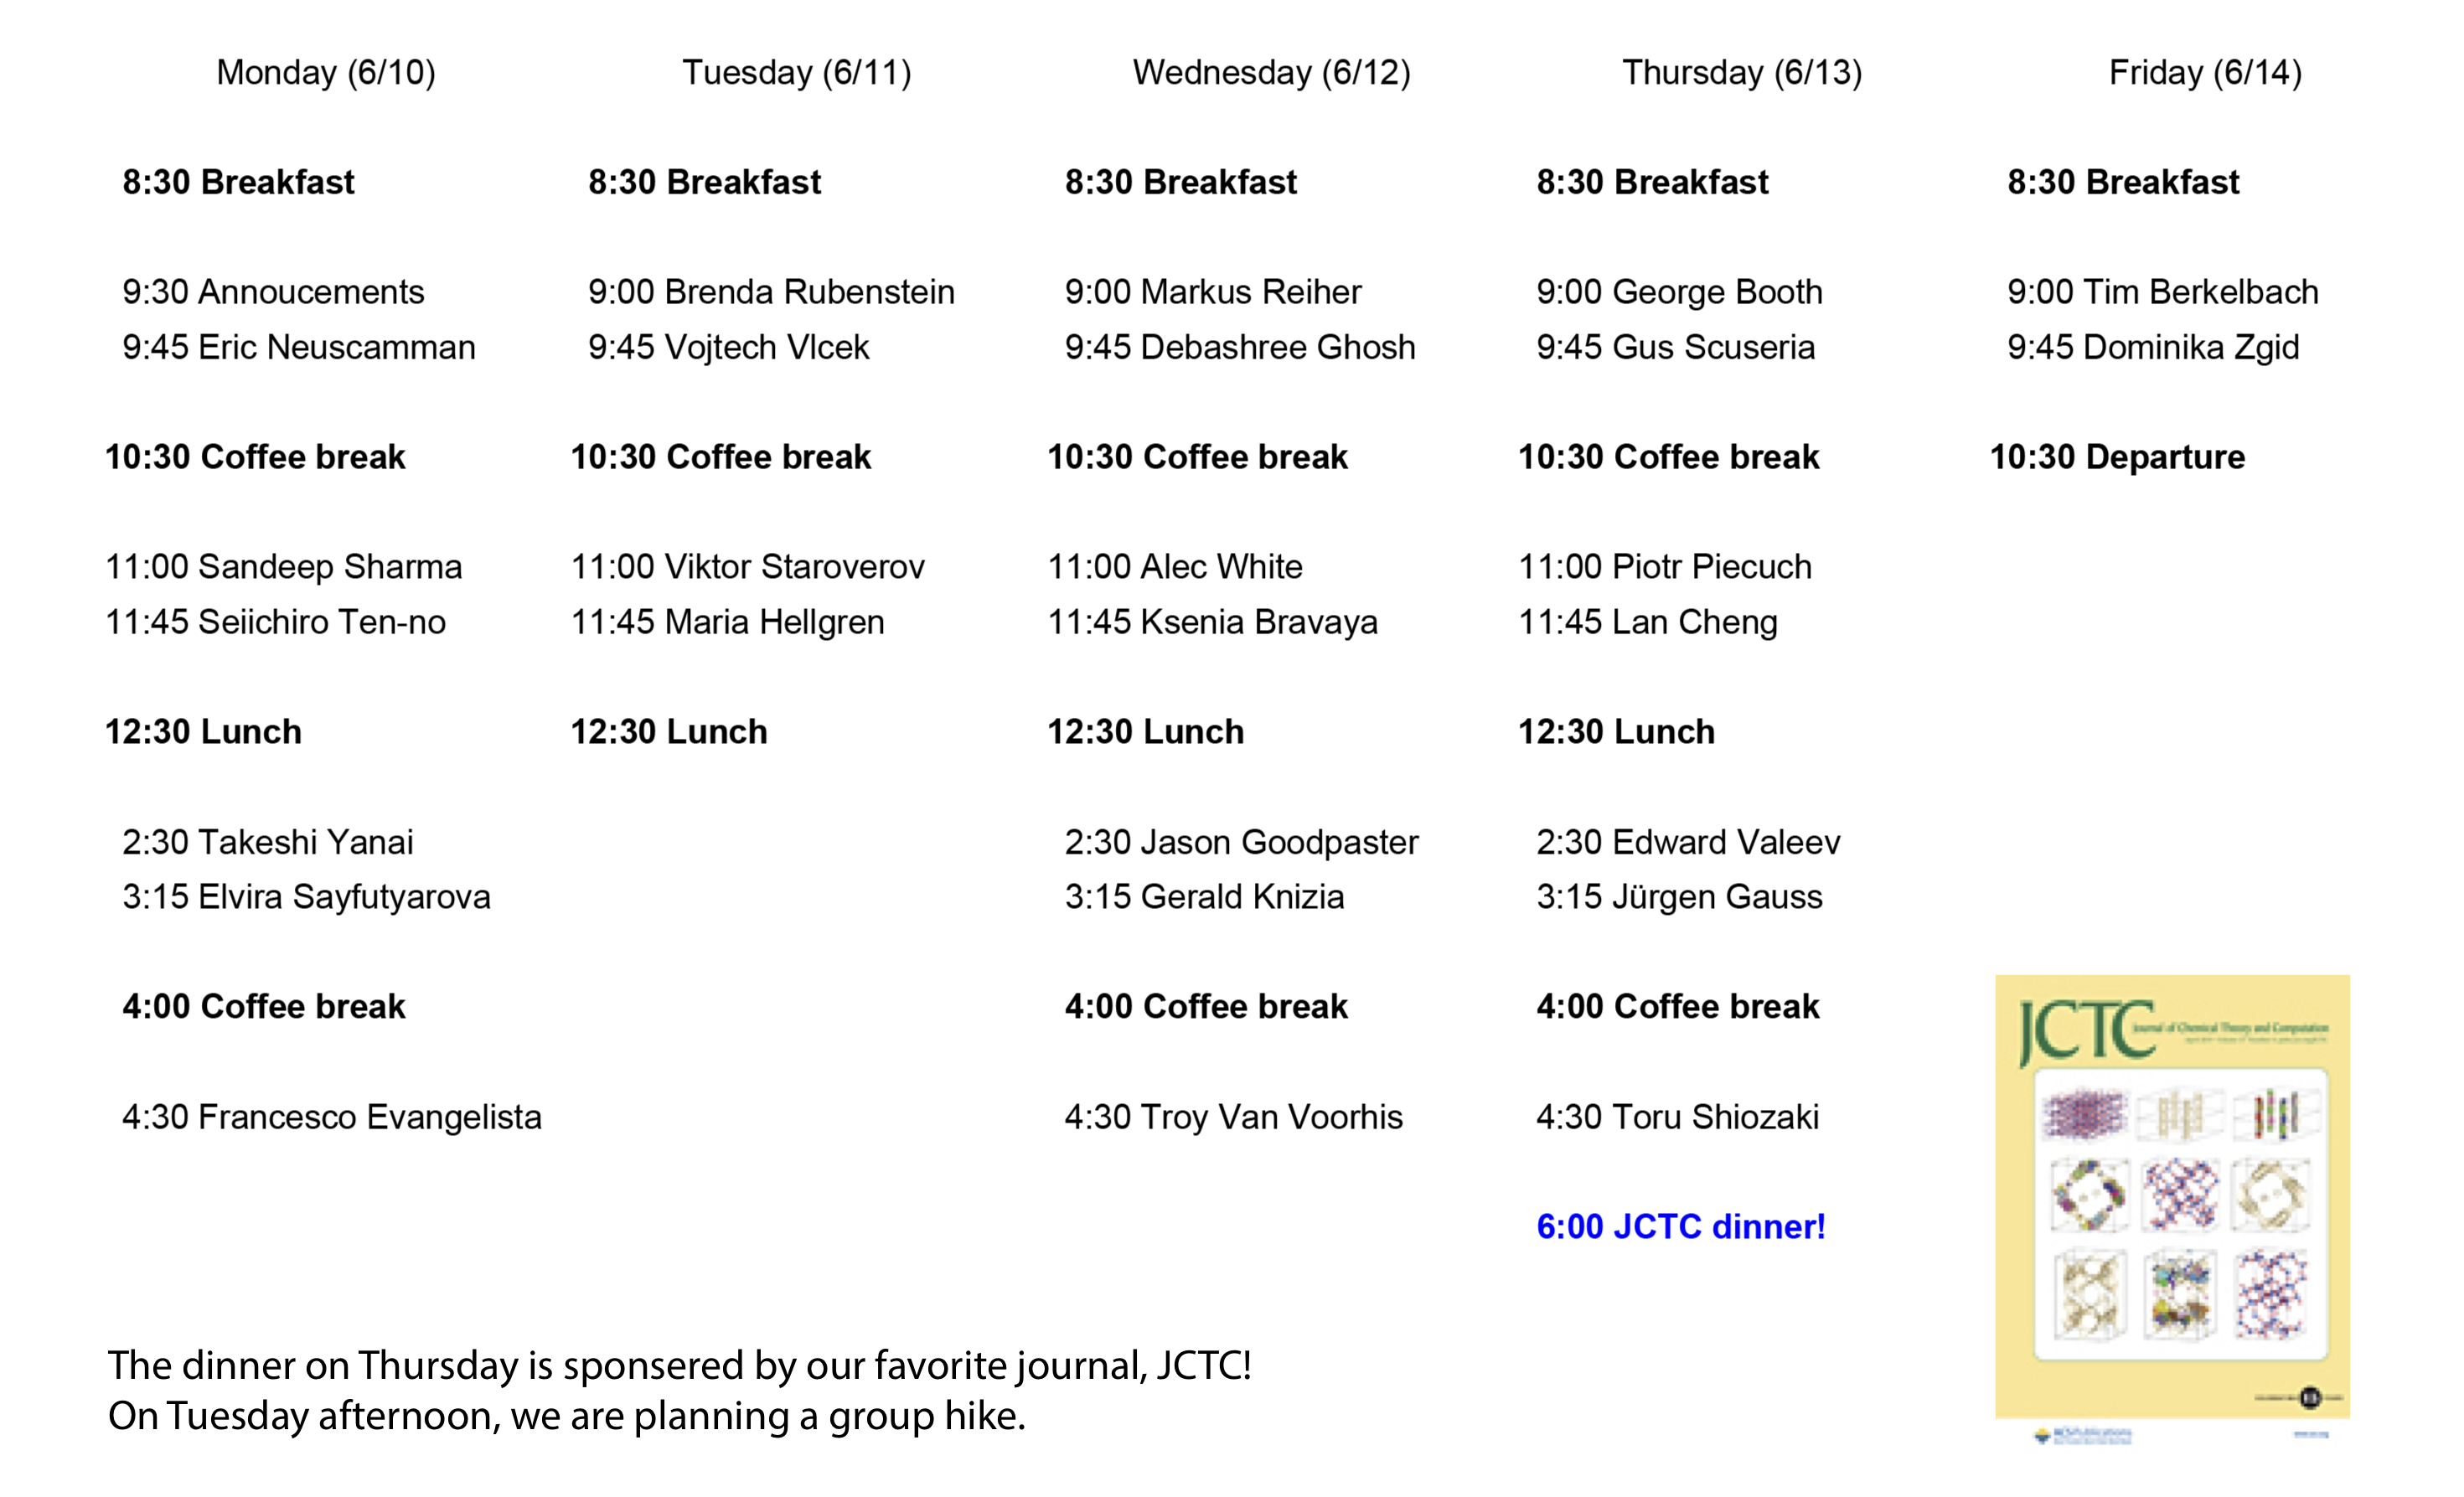 Monday (6/10)
8:30 Breakfast
9:30 Annoucements
9:45 Eric Neuscamman
10:30 Coffee break
11:00 Sandeep Sharma
11:45 Seiichiro Ten-no
12:30 Lunch
2:30 Takeshi Yanai
3:15 Elvira Sayfutyarova
4:00 Coffee break
4:30 Francesco Evangelista
Tuesday (6/11)
8:30 Breakfast
9:00 Brenda Rubenstein
9:45 Vojtech Vlcek
10:30 Coffee break
11:00 Viktor Staroverov
11:45 Maria Hellgren
12:30 Lunch
Wednesday (6/12)
8:30 Breakfast
9:00 Markus Reiher
9:45 Debashree Ghosh
10:30 Coffee break
11:00 Alec White
11:45 Ksenia Bravaya
12:30 Lunch
2:30 Jason Goodpaster
3:15 Gerald Knizia
4:00 Coffee break
4:30 Troy Van Voorhis
Thursday (6/13)
8:30 Breakfast
9:00 George Booth
9:45 Gus Scuseria
10:30 Coffee break
11:00 Piotr Piecuch
11:45 Lan Cheng
12:30 Lunch
2:30 Edward Valeev
3:15 Jürgen Gauss
4:00 Coffee break
4:30 Toru Shiozaki
6:00 JCTC dinner!
Friday (6/14)
8:30 Breakfast
9:00 Tim Berkelbach
9:45 Dominika Zgid
10:30 Departure
JCTC
Journal of Chemical Theory and Computation
ACS Publications
The dinner on Thursday is sponsered by our favorite journal, JCTC!
On Tuesday afternoon, we are planning a group hike.